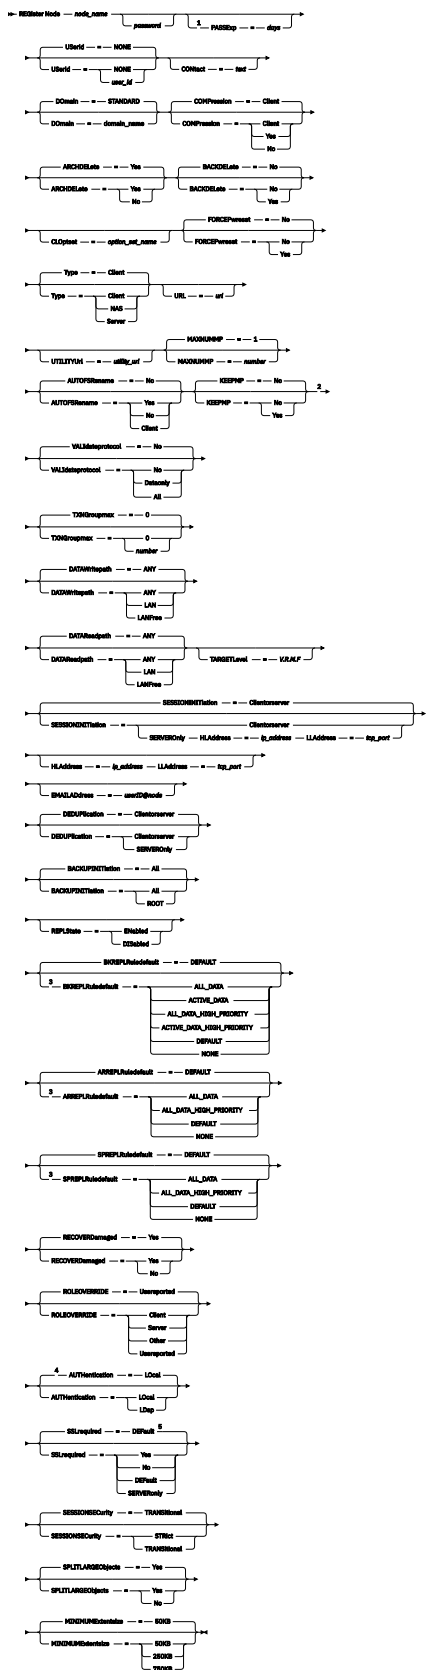 REGister Node node_name password 1 PASSExp = days
USerid = NONE
USerid = NONE CONtact = text
user_id
DOmain = STANDARD COMPression = Client
DOmain = domain_name COMPression = Client
Yes
No
ARCHDELete = Yes BACKDELete = No
ARCHDELete = Yes BACKDELete = No
No Yes
FORCEPwreset = No
CLOptset = option_set_name FORCEPwreset = No
Yes
Type = Client
Type = Client URL = url
NAS
Server
MAXNUMMP = 1
UTILITYUrl = utility_url MAXNUMMP = number
AUTOFSRename = No KEEPMP = No
AUTOFSRename = Yes KEEPMP = No 2
No Yes
Client
VALIdateprotocol = No
VALIdateprotocol = No
Dataonly
All
TXNGroupmax = 0
TXNGroupmax = 0
number
DATAWritepath = ANY
DATAWritepath = ANY
LAN
LANFree
DATAReadpath = ANY
DATAReadpath = ANY TARGETLevel = V.R.M.F
LAN
LANFree
SESSIONINITiation = Clientorserver
SESSIONINITiation = Clientorserver
SERVEROnly HLAddress = ip_address LLAddress = tcp_port
HLAddress = ip_address LLAddress = tcp_port
EMAILADdress = userID@node
DEDUPlication = Clientorserver
DEDUPlication = Clientorserver
SERVEROnly
BACKUPINITiation = All
BACKUPINITiation = All
ROOT
REPLState = ENabled
DISabled
BKREPLRuledefault = DEFAULT
3 BKREPLRuledefault = ALL_DATA
ACTIVE_DATA
ALL_DATA_HIGH_PRIORITY
ACTIVE_DATA_HIGH_PRIORITY
DEFAULT
NONE
ARREPLRuledefault = DEFAULT
3 ARREPLRuledefault = ALL_DATA
ALL_DATA_HIGH_PRIORITY
DEFAULT
NONE
SPREPLRuledefault = DEFAULT
3 SPREPLRuledefault = ALL_DATA
ALL_DATA_HIGH_PRIORITY
DEFAULT
NONE
RECOVERDamaged = Yes
RECOVERDamaged = Yes
No
ROLEOVERRIDE = Usereported
ROLEOVERRIDE = Client
Server
Other
Usereported
4 AUTHentication = LOcal
AUTHentication = LOcal
LDap
SSLrequired = DEFault 5
SSLrequired = Yes
No
DEFault
SERVERonly
SESSIONSECurity = TRANSitional
SESSIONSECurity = STRict
TRANSitional
SPLITLARGEObjects = Yes
SPLITLARGEObjects = Yes
No
MINIMUMExtentsize = 50KB
MINIMUMExtentsize = 50KB
250KB
750KB